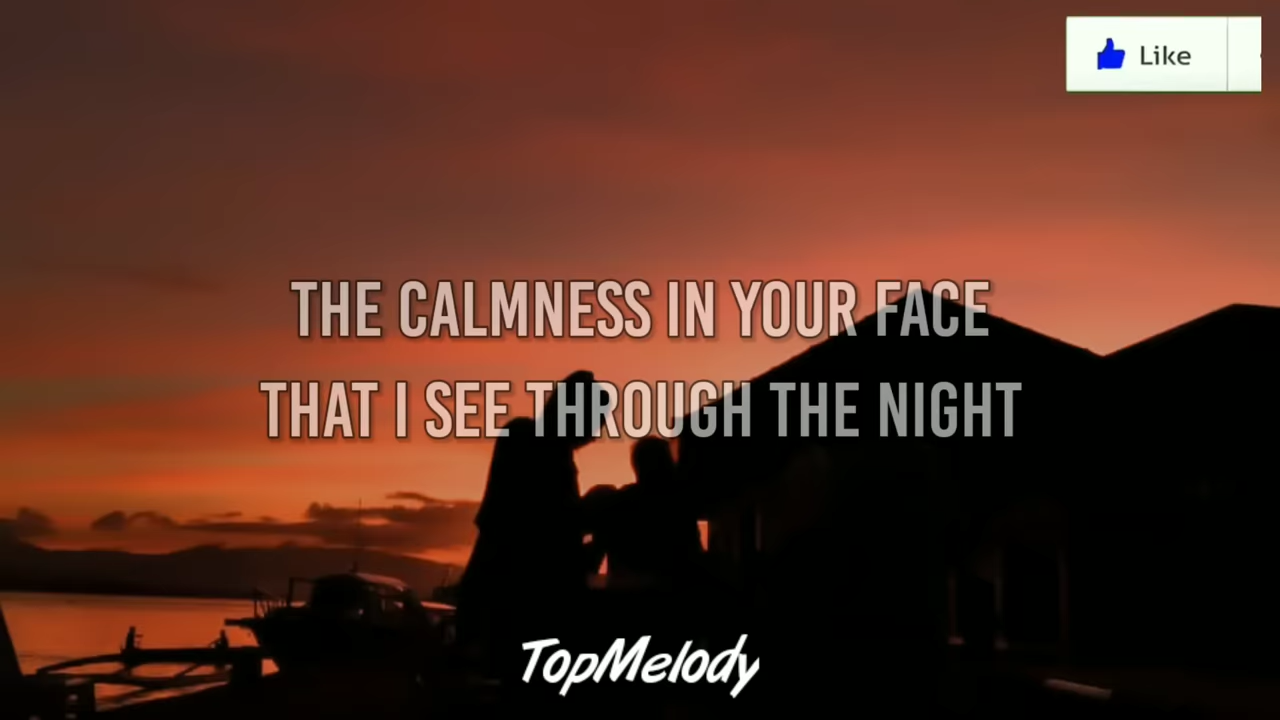 Like
THE CALMNESS IN YOUR FACE
THAT I SEE THROUGH THE NIGHT
TopMelody